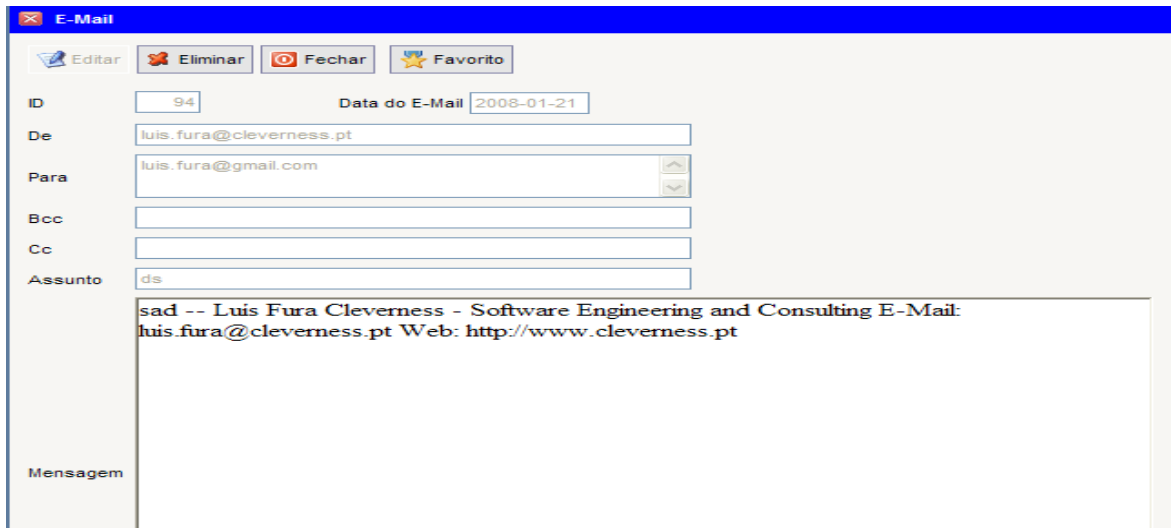 E-Mail
Editar Eliminar Fechar Favorito
ID 94 Data do E-Mail 2008-01-21
De luis.fura@cleverness.pt
Para luis.fura@gmail.com
Bcc
Cc
Assunto ds
sad -- Luis Fura Cleverness - Software Engineering and Consulting E-Mail:
luis.fura@cleverness.pt Web: http://www.cleverness.pt
Mensagem